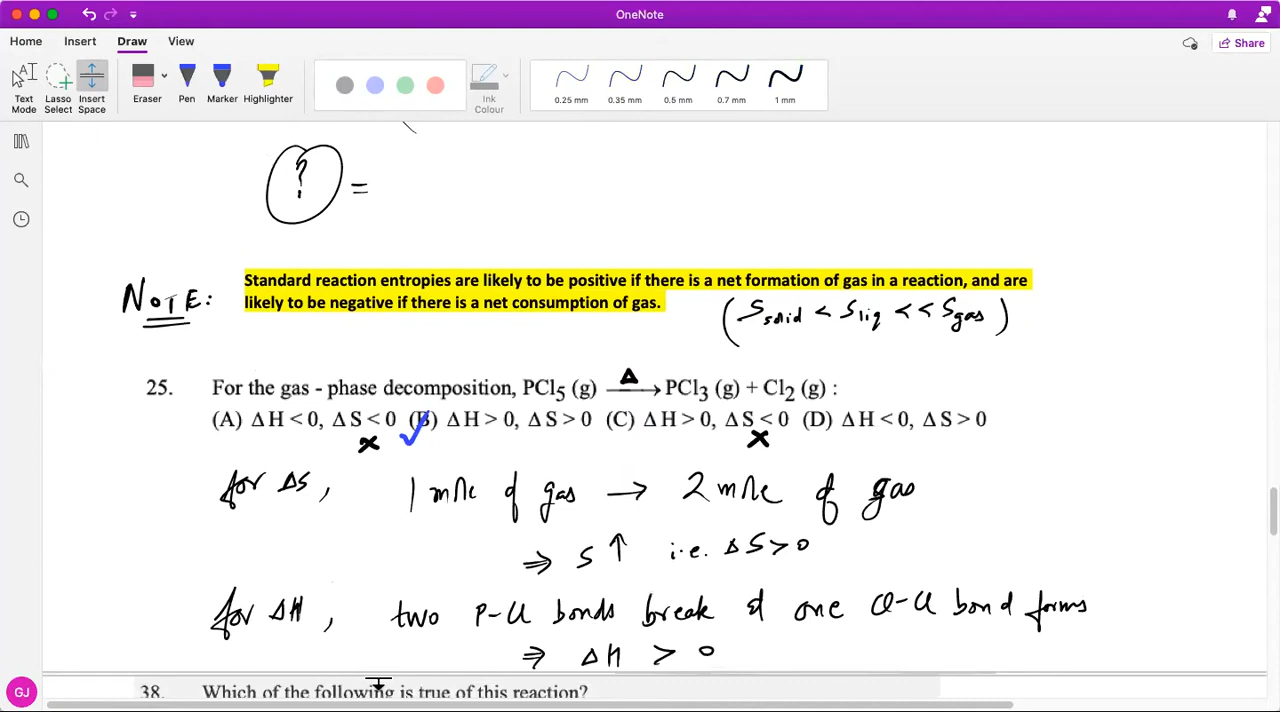 OneNote
Home Insert Draw View
Share
Text Mode
Lasso Select
Insert Space
Eraser
Pen
Marker
Highlighter
Ink Colour
0.25 mm
0.35 mm
0.5 mm
0.7 mm
1 mm
? =
NOTE: Standard reaction entropies are likely to be positive if there is a net formation of gas in a reaction, and are
likely to be negative if there is a net consumption of gas.
(S solid < S liq << S gas)
25. For the gas - phase decomposition, PCl5 (g) Δ→ PCl3 (g) + Cl2 (g) :
(A) ΔH < 0, ΔS < 0 (B) ΔH > 0, ΔS > 0 (C) ΔH > 0, ΔS < 0 (D) ΔH < 0, ΔS > 0
for ΔS, 1 mole of gas → 2 mole of gas
⇒ S ↑ i.e. ΔS > 0
for ΔH, two P-Cl bonds break & one Cl-Cl bond forms
⇒ ΔH > 0
38. Which of the following is true of this reaction?
GJ